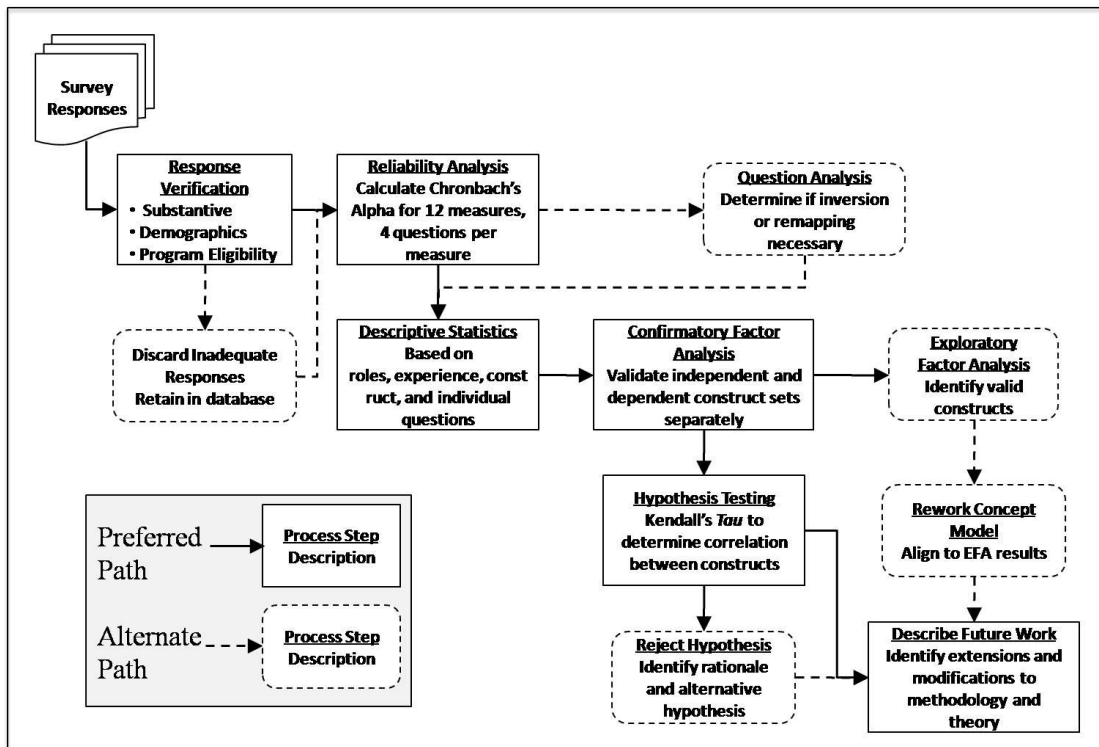 Survey
Responses
Response
Verification
• Substantive
• Demographics
• Program Eligibility
Reliability Analysis
Calculate Chronbach's
Alpha for 12 measures,
4 questions per
measure
Question Analysis
Determine if inversion
or remapping
necessary
Discard Inadequate
Responses
Retain in database
Descriptive Statistics
Based on
roles, experience, const
ruct, and individual
questions
Confirmatory Factor
Analysis
Validate independent and
dependent construct sets
separately
Exploratory
Factor Analysis
Identify valid
constructs
Hypothesis Testing
Kendall's Tau to
determine correlation
between constructs
Rework Concept
Model
Align to EFA results
Reject Hypothesis
Identify rationale
and alternative
hypothesis
Describe Future Work
Identify extensions and
modifications to
methodology and
theory
Preferred
Path
Process Step
Description
Alternate
Path
Process Step
Description